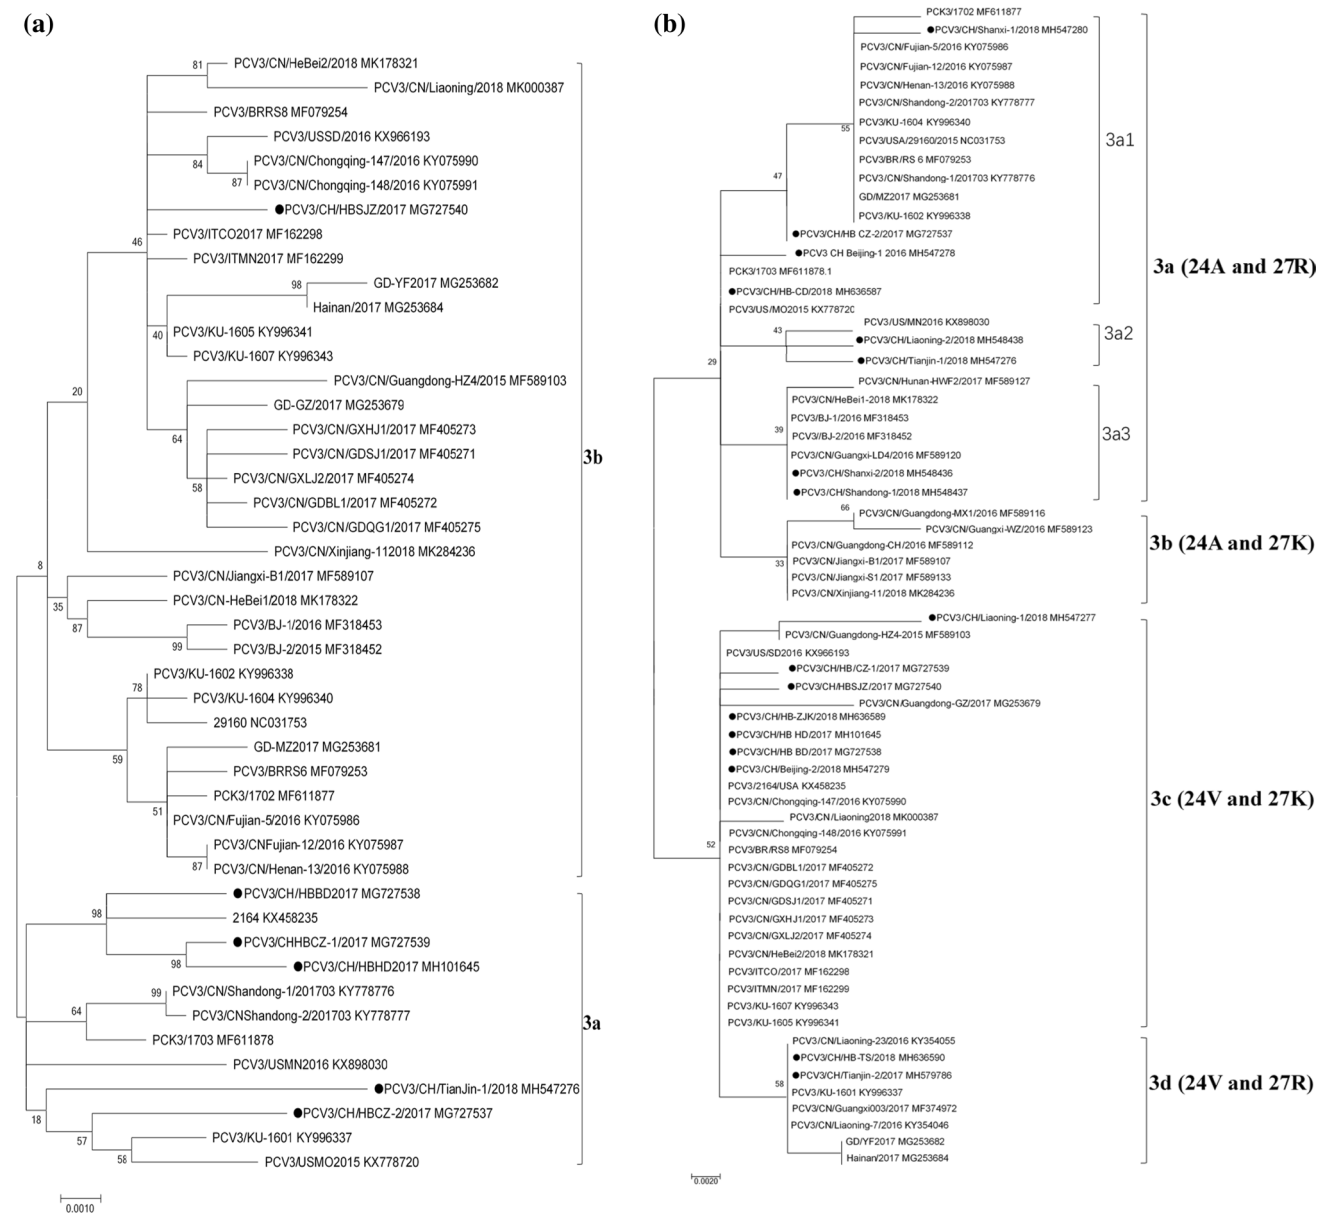 (a)
81
PCV3/CN/HeBei2/2018 MK178321
PCV3/CN/Liaoning/2018 MK000387
PCV3/BRRS8 MF079254
PCV3/USSD/2016 KX966193
84
PCV3/CN/Chongqing-147/2016 KY075990
87
PCV3/CN/Chongqing-148/2016 KY075991
PCV3/CH/HBSJZ/2017 MG727540
PCV3/ITCO2017 MF162298
46
PCV3/ITMN2017 MF162299
98
GD-YF2017 MG253682
Hainan/2017 MG253684
PCV3/KU-1605 KY996341
40
PCV3/KU-1607 KY996343
PCV3/CN/Guangdong-HZ4/2015 MF589103
20
GD-GZ/2017 MG253679
PCV3/CN/GXHJ1/2017 MF405273
64
PCV3/CN/GDSJ1/2017 MF405271
3b
PCV3/CN/GXLJ2/2017 MF405274
58
PCV3/CN/GDBL1/2017 MF405272
PCV3/CN/GDQG1/2017 MF405275
PCV3/CN/Xinjiang-112018 MK284236
8
PCV3/CN/Jiangxi-B1/2017 MF589107
35
PCV3/CN-HeBei1/2018 MK178322
87
PCV3/BJ-1/2016 MF318453
99
PCV3/BJ-2/2015 MF318452
PCV3/KU-1602 KY996338
78
PCV3/KU-1604 KY996340
29160 NC031753
GD-MZ2017 MG253681
59
PCV3/BRRS6 MF079253
PCK3/1702 MF611877
51
PCV3/CN/Fujian-5/2016 KY075986
PCV3/CNFujian-12/2016 KY075987
87
PCV3/CN/Henan-13/2016 KY075988
PCV3/CH/HBBD2017 MG727538
98
2164 KX458235
PCV3/CHHBCZ-1/2017 MG727539
98
PCV3/CH/HBHD2017 MH101645
99
PCV3/CN/Shandong-1/201703 KY778776
64
PCV3/CNShandong-2/201703 KY778777
3a
PCK3/1703 MF611878
PCV3/USMN2016 KX898030
PCV3/CH/TianJin-1/2018 MH547276
18
PCV3/CH/HBCZ-2/2017 MG727537
57
PCV3/KU-1601 KY996337
58
PCV3/USMO2015 KX778720
0.0010
(b)
PCK3/1702 MF611877
PCV3/CH/Shanxi-1/2018 MH547280
PCV3/CN/Fujian-5/2016 KY075986
PCV3/CN/Fujian-12/2016 KY075987
PCV3/CN/Henan-13/2016 KY075988
PCV3/CN/Shandong-2/201703 KY778777
PCV3/KU-1604 KY996340
55
PCV3/USA/29160/2015 NC031753
3a1
PCV3/BR/RS 6 MF079253
47
PCV3/CN/Shandong-1/201703 KY778776
GD/MZ2017 MG253681
PCV3/KU-1602 KY996338
PCV3/CH/HB CZ-2/2017 MG727537
PCV3 CH Beijing-1 2016 MH547278
PCK3/1703 MF611878.1
3a (24A and 27R)
PCV3/CH/HB-CD/2018 MH636587
PCV3/US/MO2015 KX778720
PCV3/US/MN2016 KX898030
43
PCV3/CH/Liaoning-2/2018 MH548438
3a2
29
PCV3/CH/Tianjin-1/2018 MH547276
PCV3/CN/Hunan-HWF2/2017 MF589127
PCV3/CN/HeBei1-2018 MK178322
PCV3/BJ-1/2016 MF318453
39
PCV3//BJ-2/2016 MF318452
3a3
PCV3/CN/Guangxi-LD4/2016 MF589120
PCV3/CH/Shanxi-2/2018 MH548436
PCV3/CH/Shandong-1/2018 MH548437
66
PCV3/CN/Guangdong-MX1/2016 MF589116
PCV3/CN/Guangxi-WZ/2016 MF589123
PCV3/CN/Guangdong-CH/2016 MF589112
3b (24A and 27K)
33
PCV3/CN/Jiangxi-B1/2017 MF589107
PCV3/CN/Jiangxi-S1/2017 MF589133
PCV3/CN/Xinjiang-11/2018 MK284236
PCV3/CH/Liaoning-1/2018 MH547277
PCV3/CN/Guangdong-HZ4-2015 MF589103
PCV3/US/SD2016 KX966193
PCV3/CH/HB/CZ-1/2017 MG727539
PCV3/CH/HBSJZ/2017 MG727540
PCV3/CN/Guangdong-GZ/2017 MG253679
PCV3/CH/HB-ZJK/2018 MH636589
PCV3/CH/HB HD/2017 MH101645
PCV3/CH/HB BD/2017 MG727538
PCV3/CH/Beijing-2/2018 MH547279
PCV3/2164/USA KX458235
PCV3/CN/Chongqing-147/2016 KY075990
3c (24V and 27K)
PCV3/CN/Liaoning2018 MK000387
PCV3/CN/Chongqing-148/2016 KY075991
52
PCV3/BR/RS8 MF079254
PCV3/CN/GDBL1/2017 MF405272
PCV3/CN/GDQG1/2017 MF405275
PCV3/CN/GDSJ1/2017 MF405271
PCV3/CN/GXHJ1/2017 MF405273
PCV3/CN/GXLJ2/2017 MF405274
PCV3/CN/HeBei2/2018 MK178321
PCV3/ITCO/2017 MF162298
PCV3/ITMN/2017 MF162299
PCV3/KU-1607 KY996343
PCV3/KU-1605 KY996341
PCV3/CN/Liaoning-23/2016 KY354055
PCV3/CH/HB-TS/2018 MH636590
PCV3/CH/Tianjin-2/2017 MH579786
58
3d (24V and 27R)
PCV3/KU-1601 KY996337
PCV3/CN/Guangxi003/2017 MF374972
PCV3/CN/Liaoning-7/2016 KY354046
GD/YF2017 MG253682
Hainan/2017 MG253684
0.0020